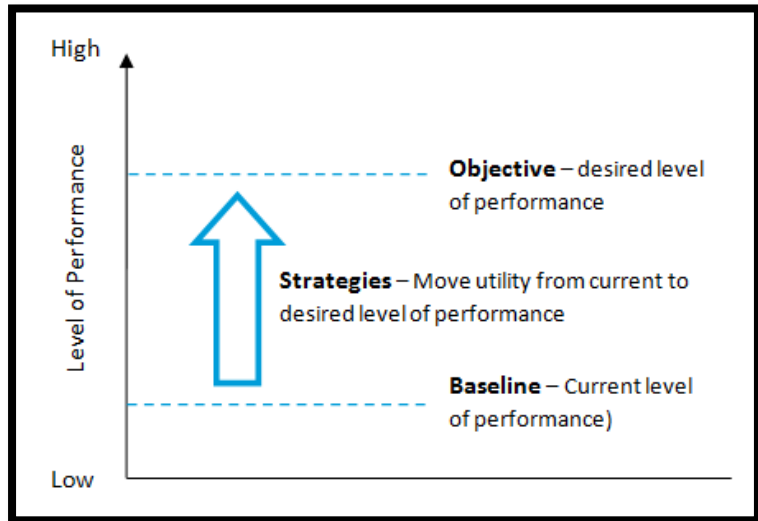 High
Level of Performance
Objective – desired level
of performance
Strategies – Move utility from current to
desired level of performance
Baseline – Current level
of performance)
Low